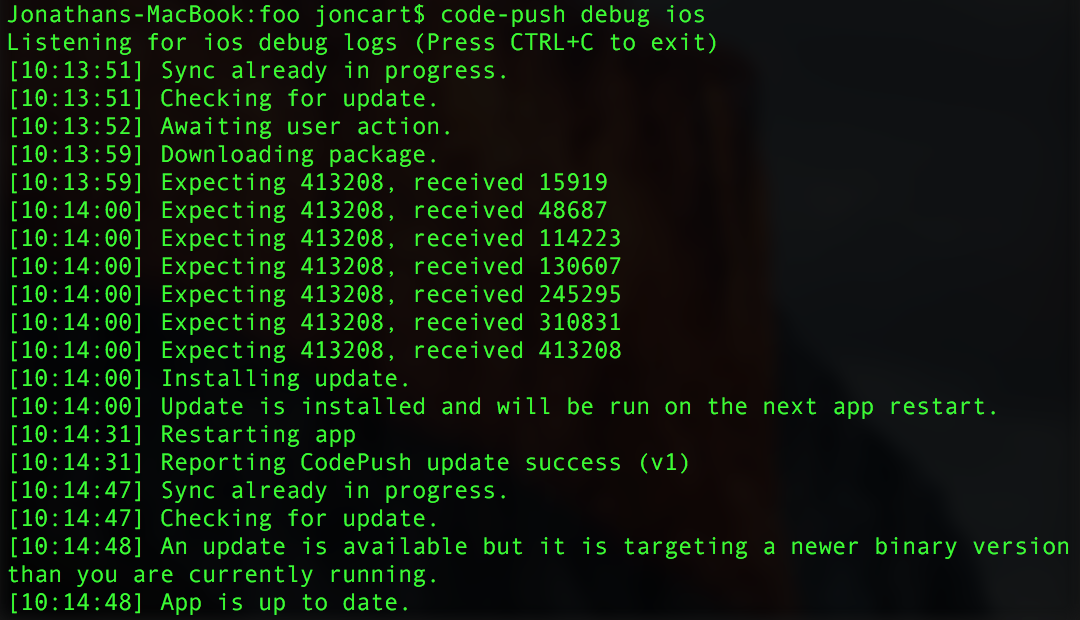 Jonathans-MacBook:foo joncart$ code-push debug ios
Listening for ios debug logs (Press CTRL+C to exit)
[10:13:51] Sync already in progress.
[10:13:51] Checking for update.
[10:13:52] Awaiting user action.
[10:13:59] Downloading package.
[10:13:59] Expecting 413208, received 15919
[10:14:00] Expecting 413208, received 48687
[10:14:00] Expecting 413208, received 114223
[10:14:00] Expecting 413208, received 130607
[10:14:00] Expecting 413208, received 245295
[10:14:00] Expecting 413208, received 310831
[10:14:00] Expecting 413208, received 413208
[10:14:00] Installing update.
[10:14:00] Update is installed and will be run on the next app restart.
[10:14:31] Restarting app
[10:14:31] Reporting CodePush update success (v1)
[10:14:47] Sync already in progress.
[10:14:47] Checking for update.
[10:14:48] An update is available but it is targeting a newer binary version
than you are currently running.
[10:14:48] App is up to date.